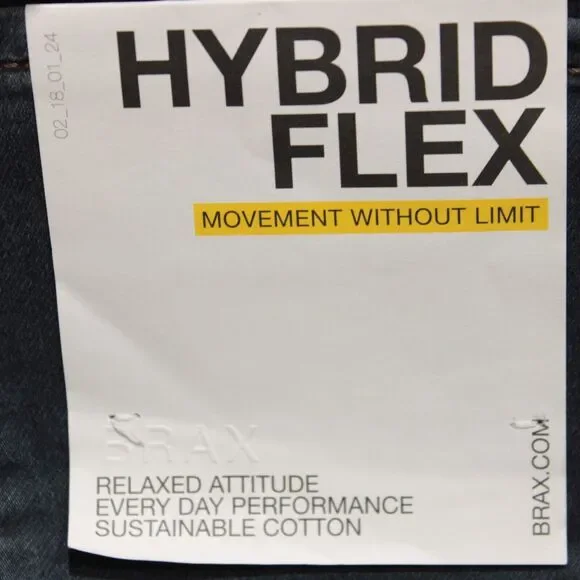 02_18_01_24
HYBRID
FLEX
MOVEMENT WITHOUT LIMIT
BRAX
RELAXED ATTITUDE
EVERY DAY PERFORMANCE
SUSTAINABLE COTTON
BRAX.COM